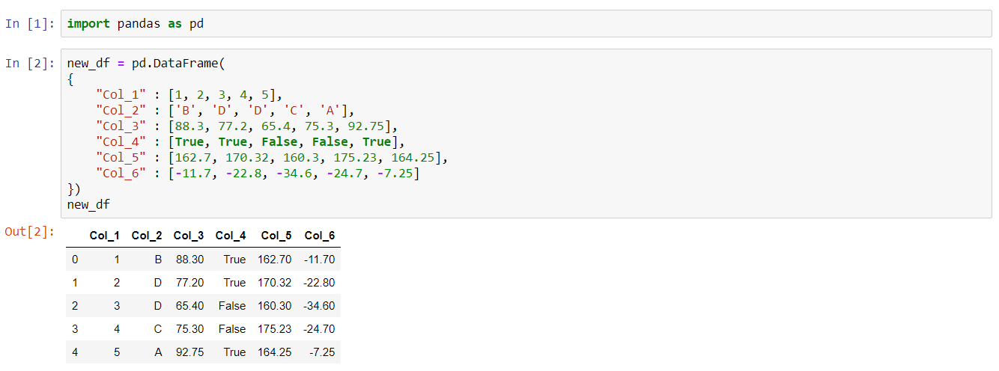 In [1]: import pandas as pd
In [2]: new_df = pd.DataFrame(
{
"Col_1" : [1, 2, 3, 4, 5],
"Col_2" : ['B', 'D', 'D', 'C', 'A'],
"Col_3" : [88.3, 77.2, 65.4, 75.3, 92.75],
"Col_4" : [True, True, False, False, True],
"Col_5" : [162.7, 170.32, 160.3, 175.23, 164.25],
"Col_6" : [-11.7, -22.8, -34.6, -24.7, -7.25]
})
new_df
Out[2]:
Col_1 Col_2 Col_3 Col_4 Col_5 Col_6
0 1 B 88.30 True 162.70 -11.70
1 2 D 77.20 True 170.32 -22.80
2 3 D 65.40 False 160.30 -34.60
3 4 C 75.30 False 175.23 -24.70
4 5 A 92.75 True 164.25 -7.25